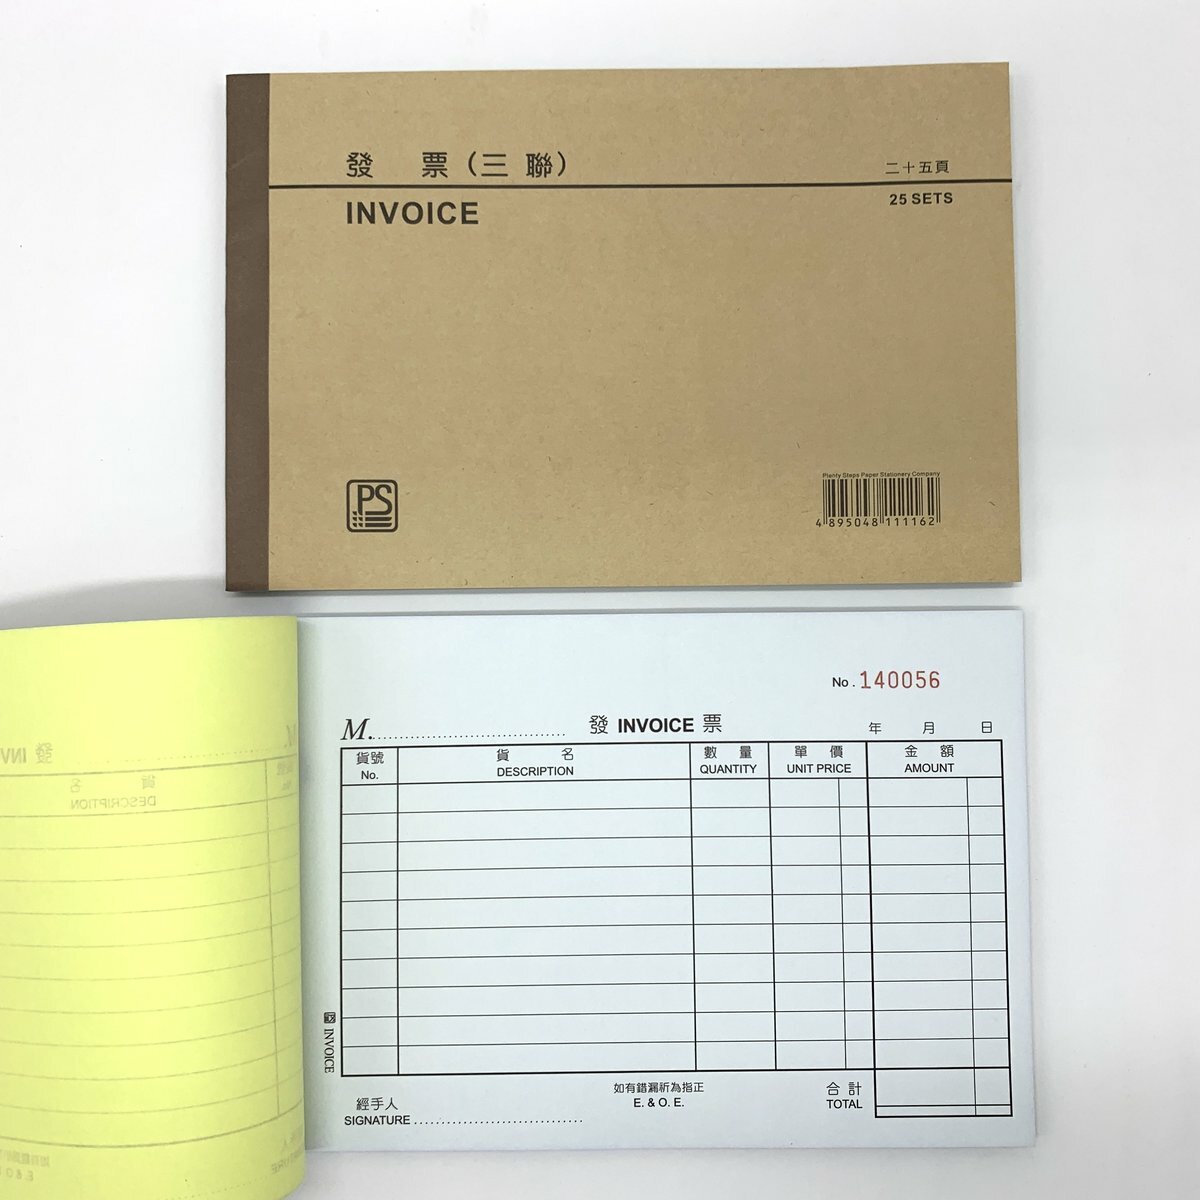 發 票（三 聯）
二十五頁
INVOICE
25 SETS
PS
Plenty Steps Paper Stationery Company
4 895048 111162
No. 140056
M.
發 INVOICE 票
年 月 日
貨號 貨 名 數 量 單 價 金 額
No. DESCRIPTION QUANTITY UNIT PRICE AMOUNT
INVOICE
如有錯漏祈為指正
E. & O. E.
合 計
TOTAL
經手人
SIGNATURE